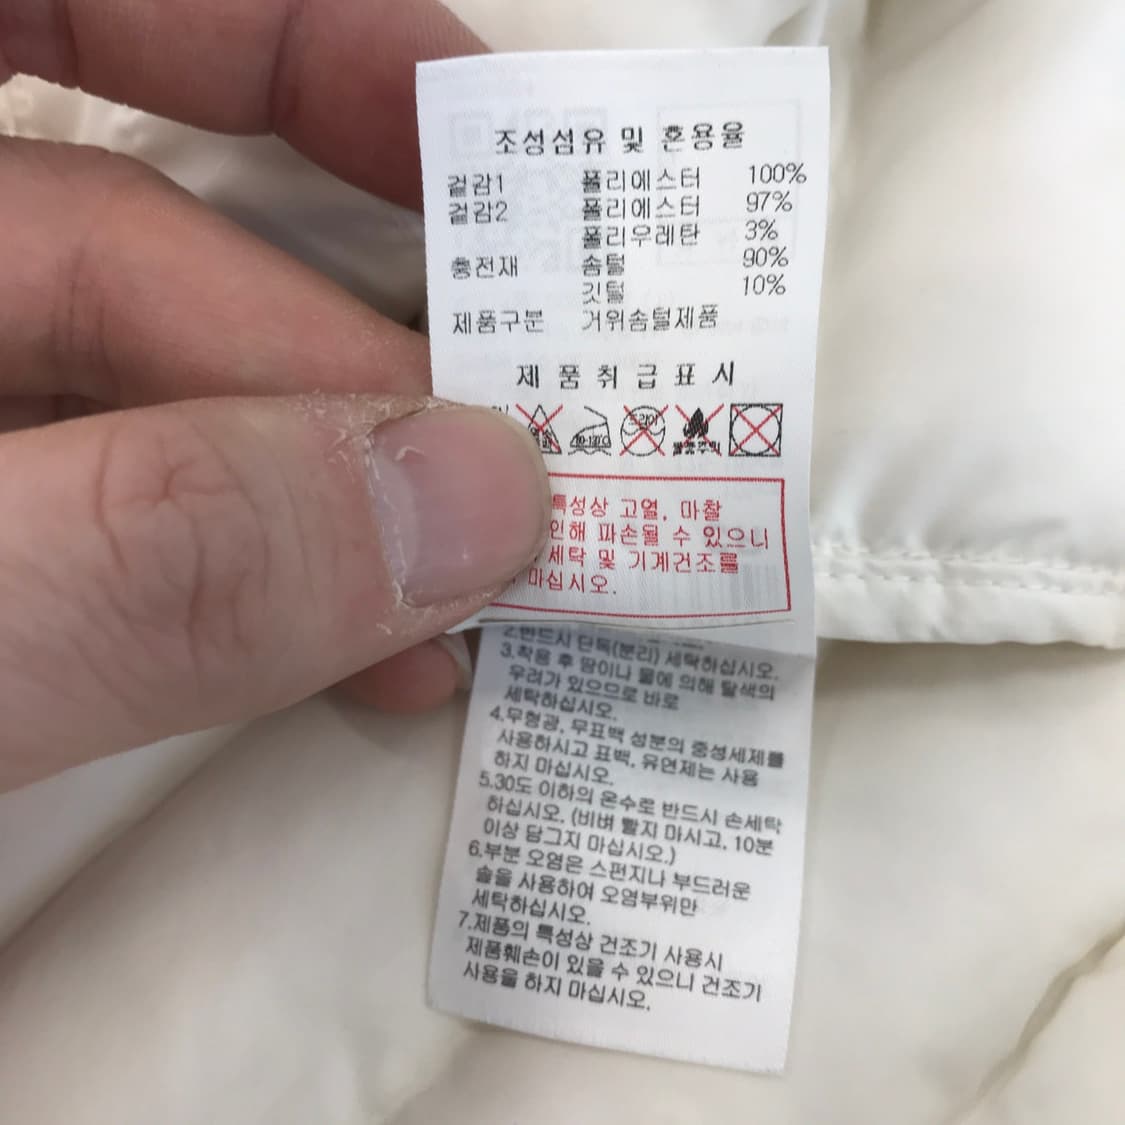 조성섬유 및 혼용율
겉감1 폴리에스터 100%
겉감2 폴리에스터 97%
폴리우레탄 3%
충전재 솜털 90%
깃털 10%
제품구분 거위솜털제품
제품취급표시
드라이
특성상 고열, 마찰
인해 파손될 수 있으니
세탁 및 기계건조를
마십시오.
2.반드시 단독(분리) 세탁하십시오.
3.착용 후 땀이나 물에 의해 탈색의
우려가 있으므로 바로
세탁하십시오.
4.무형광, 무표백 성분의 중성세제를
사용하시고 표백, 유연제는 사용
하지 마십시오.
5.30도 이하의 온수로 반드시 손세탁
하십시오. (비벼 빨지 마시고, 10분
이상 담그지 마십시오.)
6.부분 오염은 스펀지나 부드러운
솔을 사용하여 오염부위만
세탁하십시오.
7.제품의 특성상 건조기 사용시
제품훼손이 있을 수 있으니 건조기
사용을 하지 마십시오.